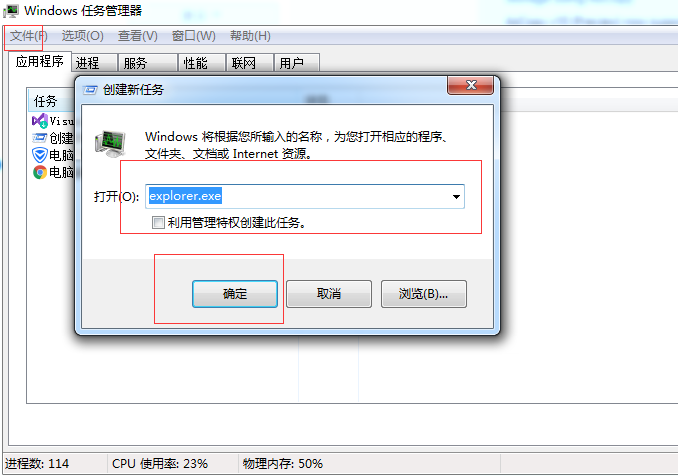 Windows 任务管理器
文件(F) 选项(O) 查看(V) 窗口(W) 帮助(H)
应用程序 进程 服务 性能 联网 用户
任务
Visu
创建
电脑
电脑
创建新任务
Windows 将根据您所输入的名称，为您打开相应的程序、
文件夹、文档或 Internet 资源。
打开(O): explorer.exe
利用管理特权创建此任务。
确定 取消 浏览(B)...
进程数: 114 CPU 使用率: 23% 物理内存: 50%